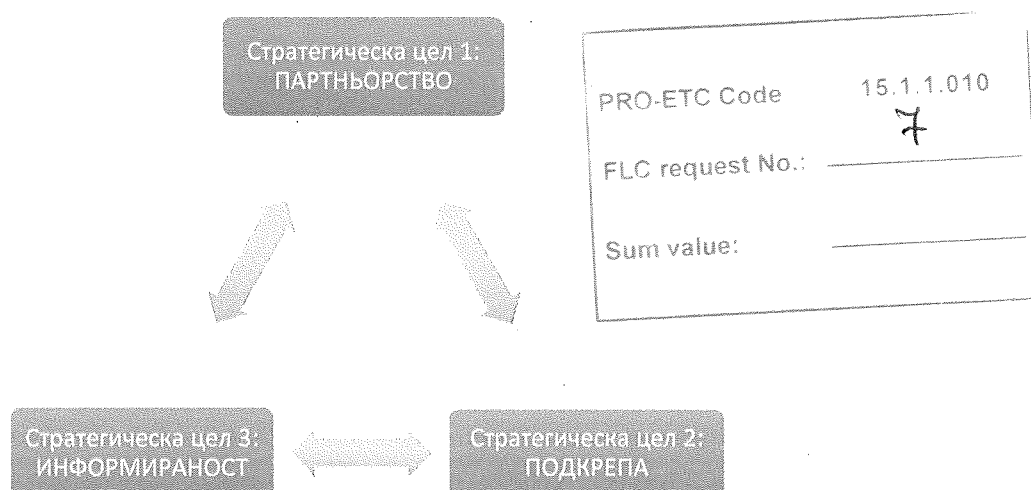 Стратегическа цел 1:
ПАРТНЬОРСТВО
PRO-ETC Code 15.1.1.010
7
FLC request No.:
Sum value:
Стратегическа цел 3:
ИНФОРМИРАНОСТ
Стратегическа цел 2:
ПОДКРЕПА